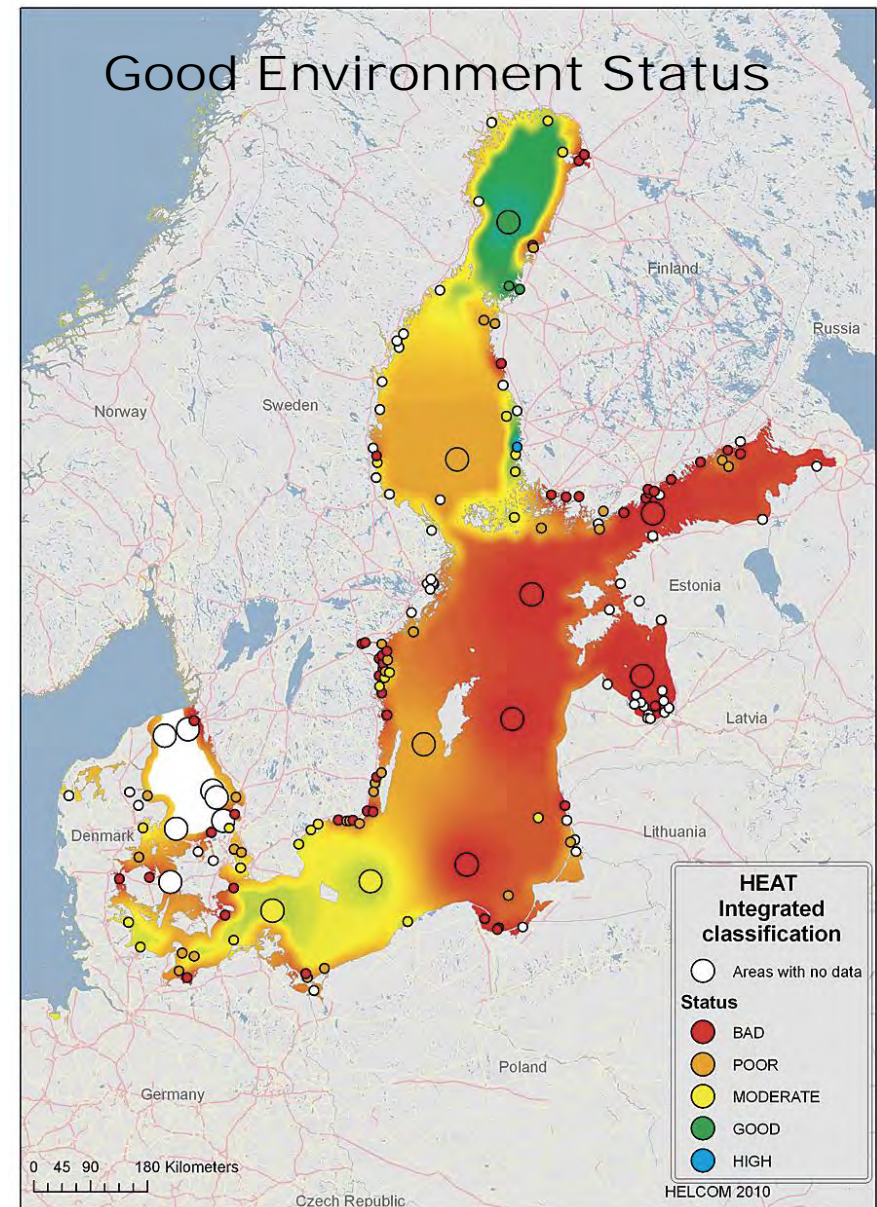 Good Environment Status
Finland
Russia
Norway
Sweden
Estonia
Latvia
Denmark
Lithuania
HEAT
Integrated
classification
Areas with no data
Status
BAD
POOR
MODERATE
GOOD
HIGH
Poland
Germany
0 45 90 180 Kilometers
Czech Republic
HELCOM 2010